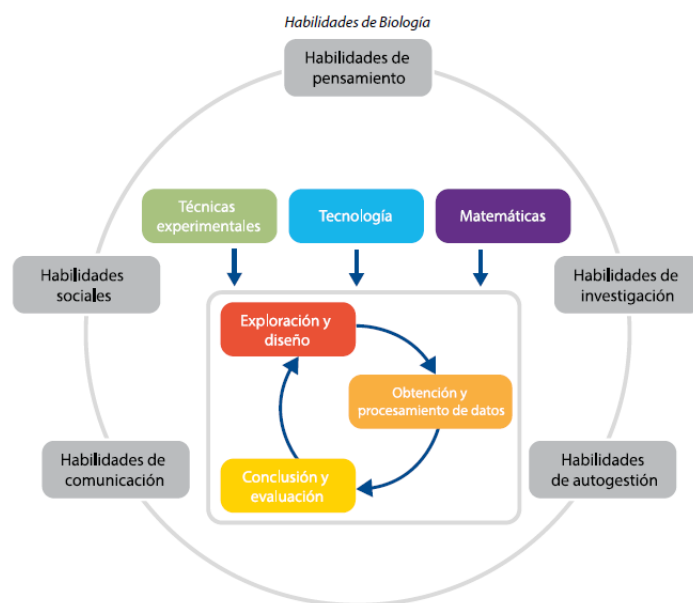 Habilidades de Biología
Habilidades de
pensamiento
Técnicas
experimentales
Tecnología
Matemáticas
Habilidades
sociales
Habilidades de
investigación
Exploración y
diseño
Obtención y
procesamiento de datos
Habilidades de
comunicación
Conclusión y
evaluación
Habilidades
de autogestión